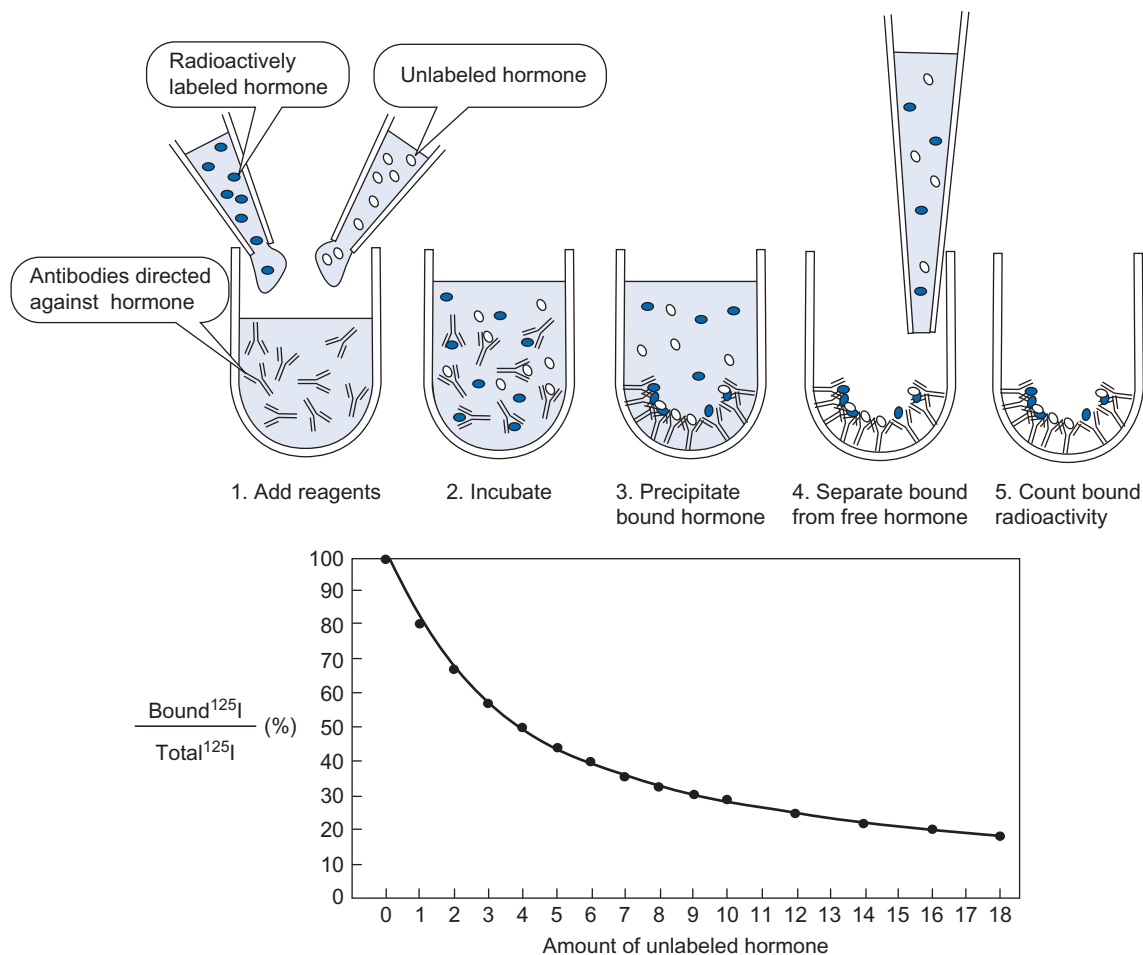 Radioactively
labeled hormone
Unlabeled hormone
Antibodies directed
against hormone
1. Add reagents
2. Incubate
3. Precipitate
bound hormone
4. Separate bound
from free hormone
5. Count bound
radioactivity
100
90
80
70
60
50
40
30
20
10
0
Bound¹²⁵I
Total¹²⁵I
(%)
0 1 2 3 4 5 6 7 8 9 10 11 12 13 14 15 16 17 18
Amount of unlabeled hormone